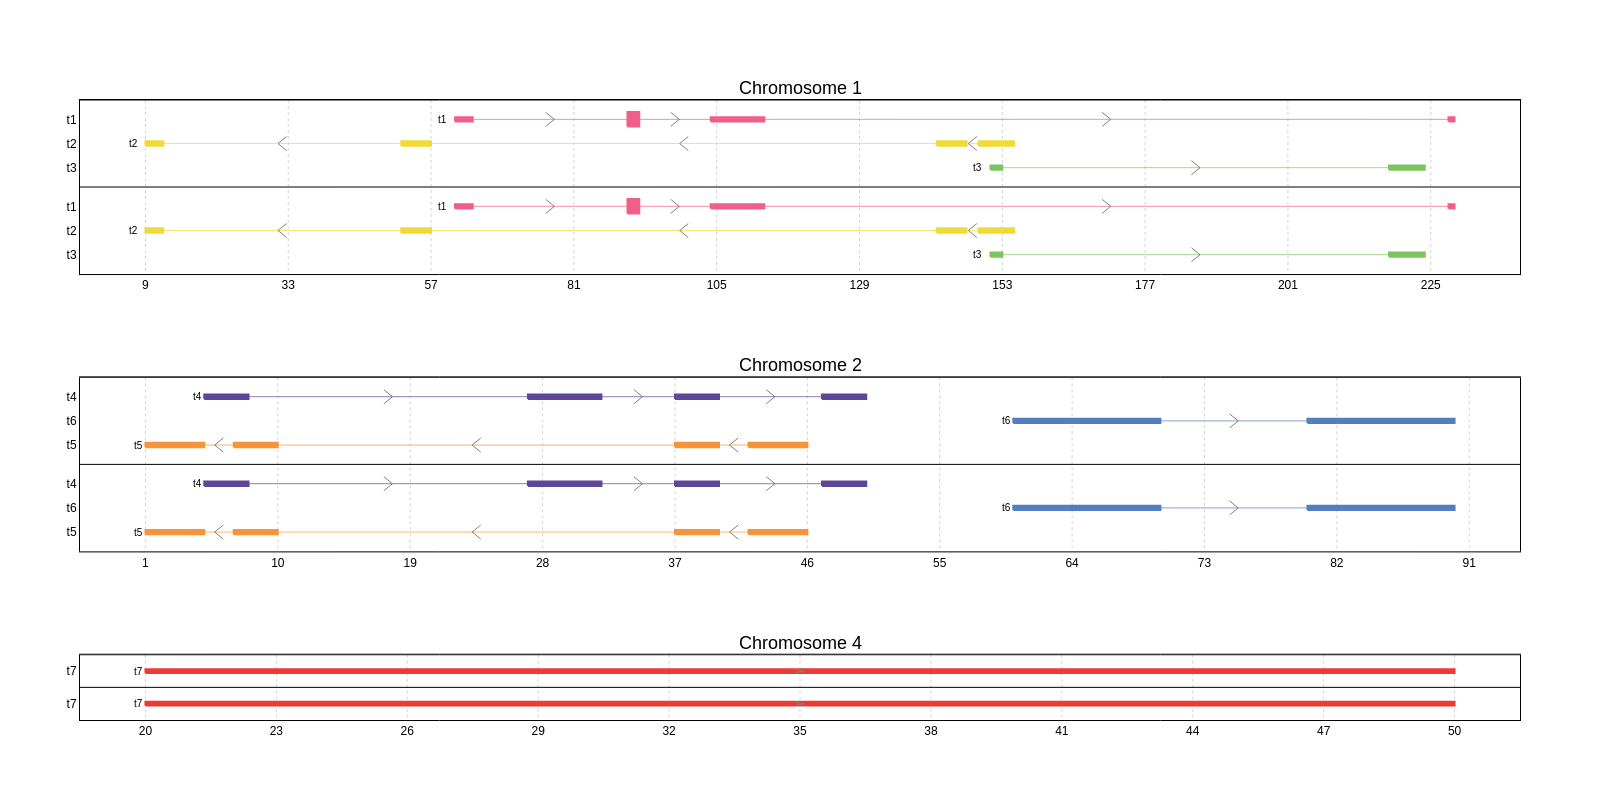 Chromosome 1
t1 t1
t2 t2
t3 t3
t1 t1
t2 t2
t3 t3
9 33 57 81 105 129 153 177 201 225
Chromosome 2
t4 t4
t6 t6
t5 t5
t4 t4
t6 t6
t5 t5
1 10 19 28 37 46 55 64 73 82 91
Chromosome 4
t7 t7
t7 t7
20 23 26 29 32 35 38 41 44 47 50